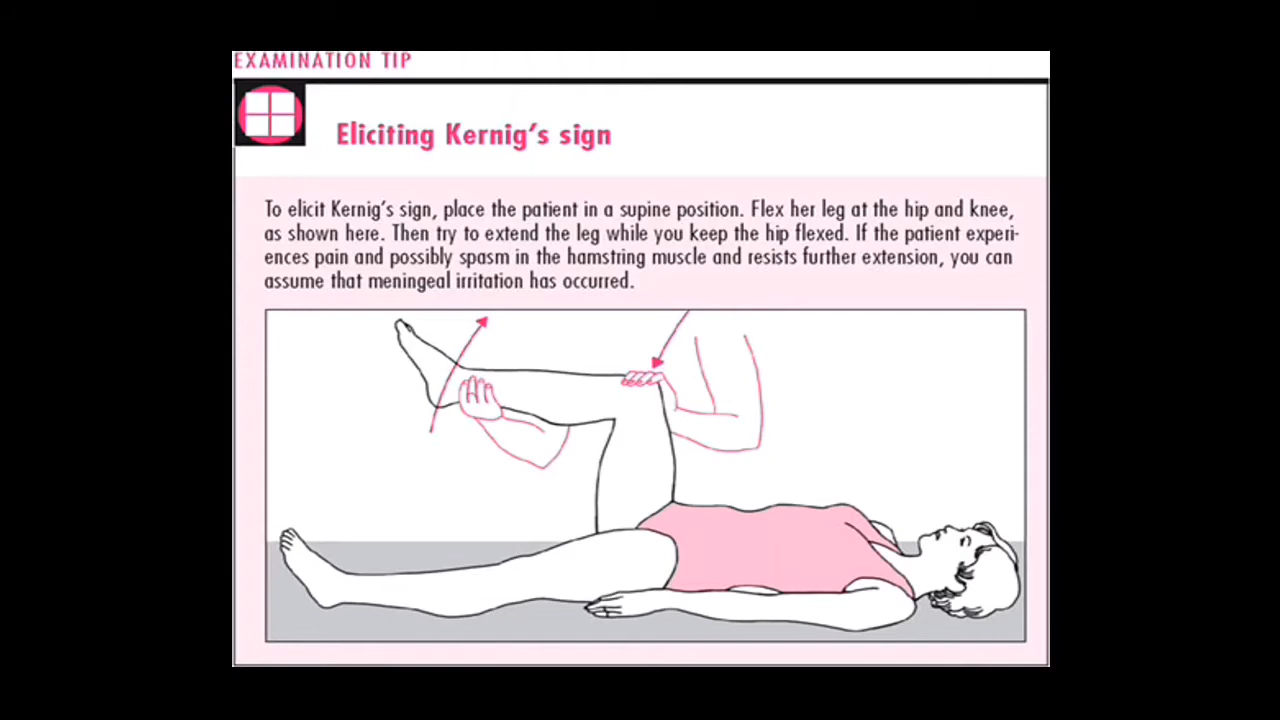 EXAMINATION TIP
Eliciting Kernig's sign
To elicit Kernig's sign, place the patient in a supine position. Flex her leg at the hip and knee,
as shown here. Then try to extend the leg while you keep the hip flexed. If the patient experi-
ences pain and possibly spasm in the hamstring muscle and resists further extension, you can
assume that meningeal irritation has occurred.